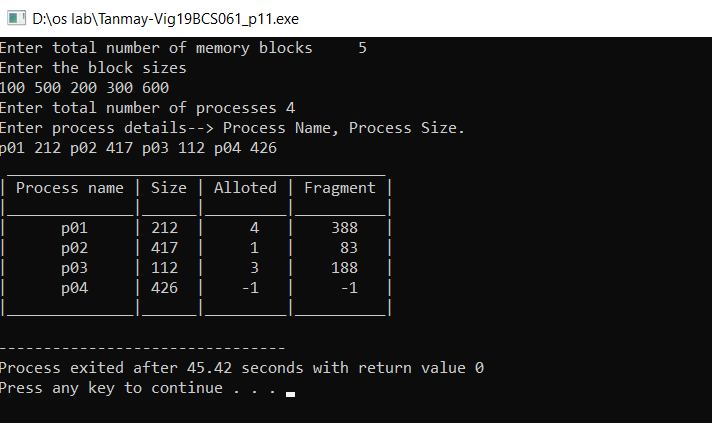 D:\os lab\Tanmay-Vig19BCS061_p11.exe
Enter total number of memory blocks     5
Enter the block sizes
100 500 200 300 600
Enter total number of processes 4
Enter process details--> Process Name, Process Size.
p01 212 p02 417 p03 112 p04 426
| Process name | Size | Alloted | Fragment |
| p01 | 212 | 4 | 388 |
| p02 | 417 | 1 | 83 |
| p03 | 112 | 3 | 188 |
| p04 | 426 | -1 | -1 |
--------------------------------
Process exited after 45.42 seconds with return value 0
Press any key to continue . . .